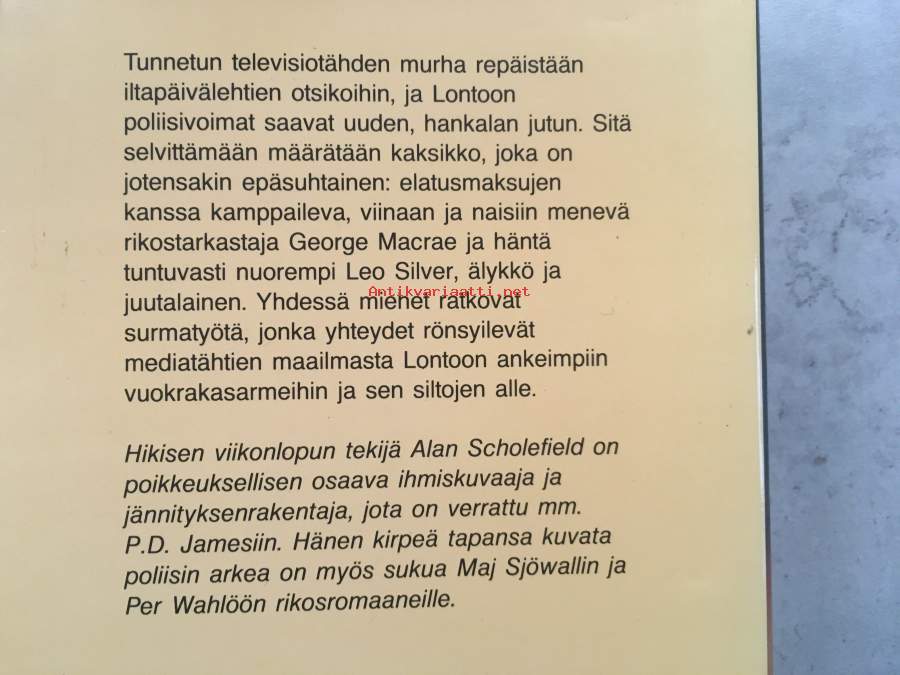 Tunnetun televisiotähden murha repäistään
iltapäivälehtien otsikoihin, ja Lontoon
poliisivoimat saavat uuden, hankalan jutun. Sitä
selvittämään määrätään kaksikko, joka on
jotensakin epäsuhtainen: elatusmaksujen
kanssa kamppaileva, viinaan ja naisiin menevä
rikostarkastaja George Macrae ja häntä
tuntuvasti nuorempi Leo Silver, älykkö ja
Antikvariaatti.net
juutalainen. Yhdessä miehet ratkovat
surmatyötä, jonka yhteydet rönsyilevät
mediatähtien maailmasta Lontoon ankeimpiin
vuokrakasarmeihin ja sen siltojen alle.
Hikisen viikonlopun tekijä Alan Scholefield on
poikkeuksellisen osaava ihmiskuvaaja ja
jännityksenrakentaja, jota on verrattu mm.
P.D. Jamesiin. Hänen kirpeä tapansa kuvata
poliisin arkea on myös sukua Maj Sjöwallin ja
Per Wahlöön rikosromaaneille.